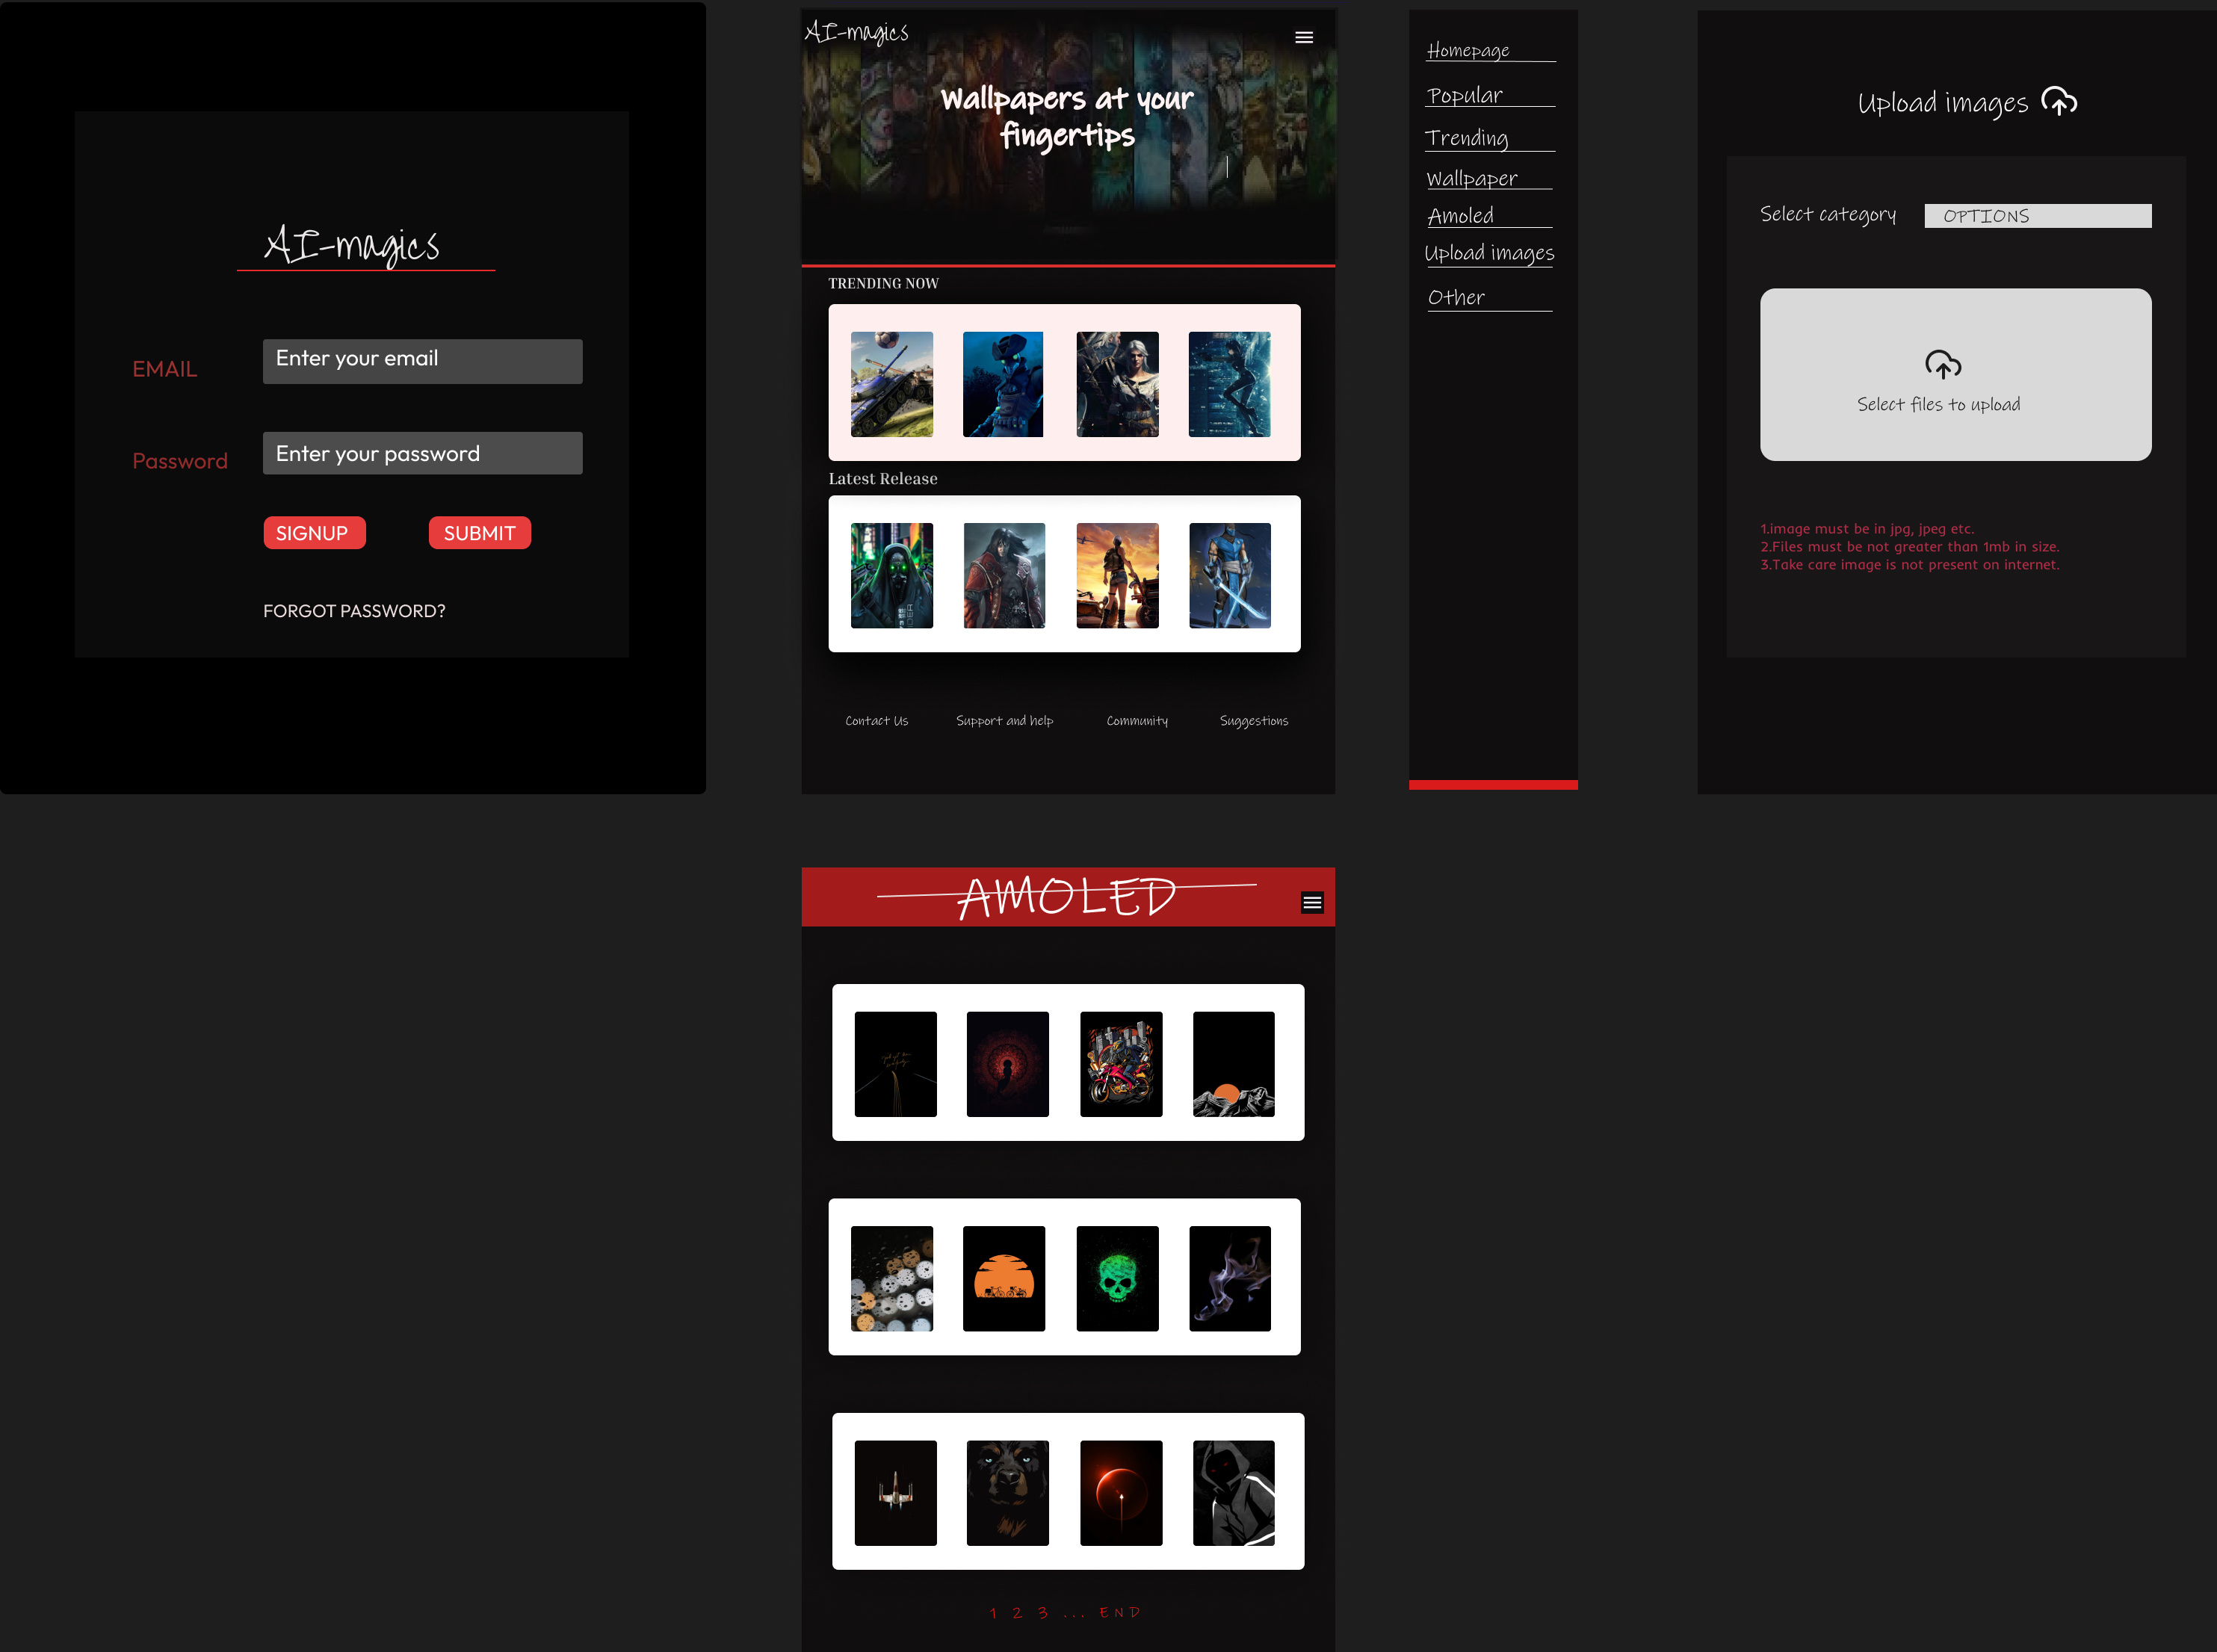 AI-magics
EMAIL
Enter your email
Password
Enter your password
SIGNUP
SUBMIT
FORGOT PASSWORD?
AI-magics
Wallpapers at your
fingertips
TRENDING NOW
Latest Release
Contact Us
Support and help
Community
Suggestions
Homepage
Popular
Trending
Wallpaper
Amoled
Upload images
Other
Upload images
Select category
OPTIONS
Select files to upload
1.image must be in jpg, jpeg etc.
2.Files must be not greater than 1mb in size.
3.Take care image is not present on internet.
AMOLED
1 2 3 ... END